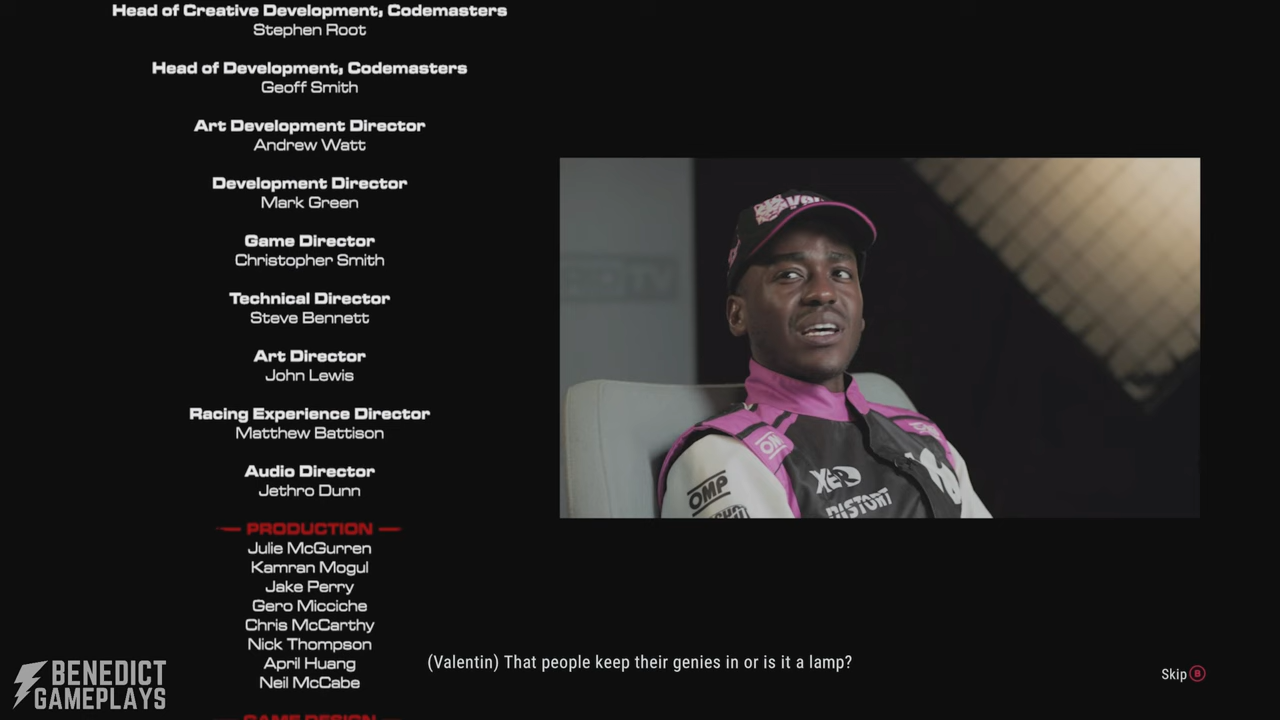 Head of Creative Development, Codemasters
Stephen Root
Head of Development, Codemasters
Geoff Smith
Art Development Director
Andrew Watt
Development Director
Mark Green
Game Director
Christopher Smith
Technical Director
Steve Bennett
Art Director
John Lewis
Racing Experience Director
Matthew Battison
Audio Director
Jethro Dunn
PRODUCTION
Julie McGurren
Kamran Mogul
Jake Perry
Gero Micciche
Chris McCarthy
Nick Thompson
April Huang
Neil McCabe
GAME DESIGN
OMP
DISTORT
(Valentin) That people keep their genies in or is it a lamp?
Skip B
BENEDICT
GAMEPLAYS